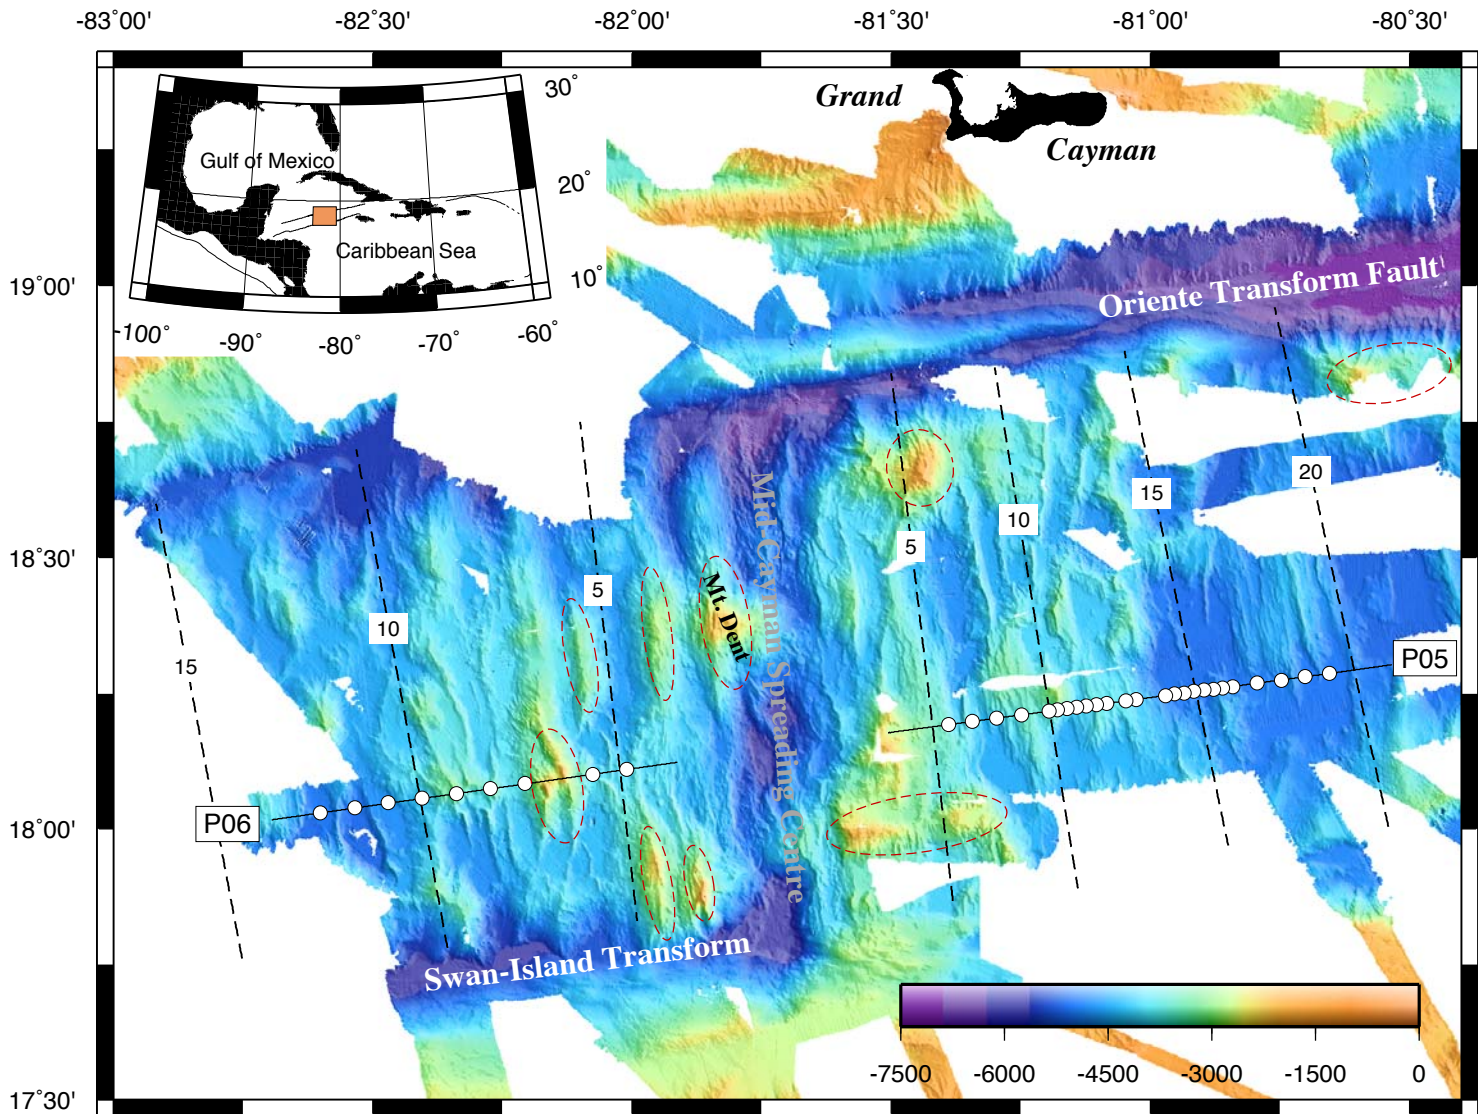 -83°00' -82°30' -82°00' -81°30' -81°00' -80°30'
30°
Grand
Cayman
Gulf of Mexico
20°
Caribbean Sea
10°
19°00'
Oriente Transform Fault
-100° -90° -80° -70° -60°
20
15
10
5
18°30'
5
Mt. Dent
Mid-Cayman Spreading Centre
10
15
P05
P06
18°00'
Swan-Island Transform
-7500 -6000 -4500 -3000 -1500 0
17°30'